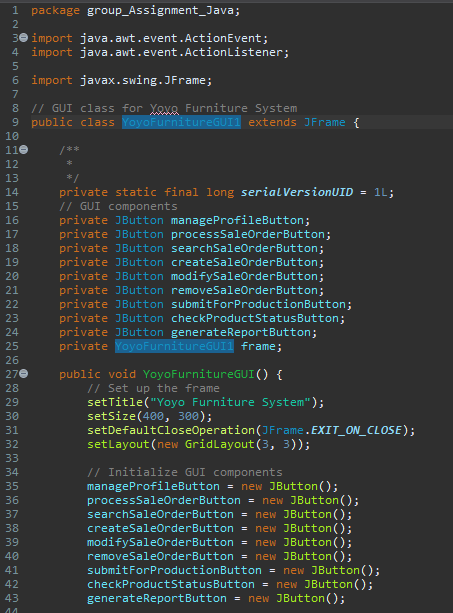 1 package group_Assignment_Java;
2
3 import java.awt.event.ActionEvent;
4 import java.awt.event.ActionListener;
5
6 import javax.swing.JFrame;
7
8 // GUI class for Yoyo Furniture System
9 public class YoyoFurnitureGUI1 extends JFrame {
10
11     /**
12      *
13      */
14     private static final long serialVersionUID = 1L;
15     // GUI components
16     private JButton manageProfileButton;
17     private JButton processSaleOrderButton;
18     private JButton searchSaleOrderButton;
19     private JButton createSaleOrderButton;
20     private JButton modifySaleOrderButton;
21     private JButton removeSaleOrderButton;
22     private JButton submitForProductionButton;
23     private JButton checkProductStatusButton;
24     private JButton generateReportButton;
25     private YoyoFurnitureGUI1 frame;
26
27     public void YoyoFurnitureGUI() {
28         // Set up the frame
29         setTitle("Yoyo Furniture System");
30         setSize(400, 300);
31         setDefaultCloseOperation(JFrame.EXIT_ON_CLOSE);
32         setLayout(new GridLayout(3, 3));
33
34         // Initialize GUI components
35         manageProfileButton = new JButton();
36         processSaleOrderButton = new JButton();
37         searchSaleOrderButton = new JButton();
38         createSaleOrderButton = new JButton();
39         modifySaleOrderButton = new JButton();
40         removeSaleOrderButton = new JButton();
41         submitForProductionButton = new JButton();
42         checkProductStatusButton = new JButton();
43         generateReportButton = new JButton();